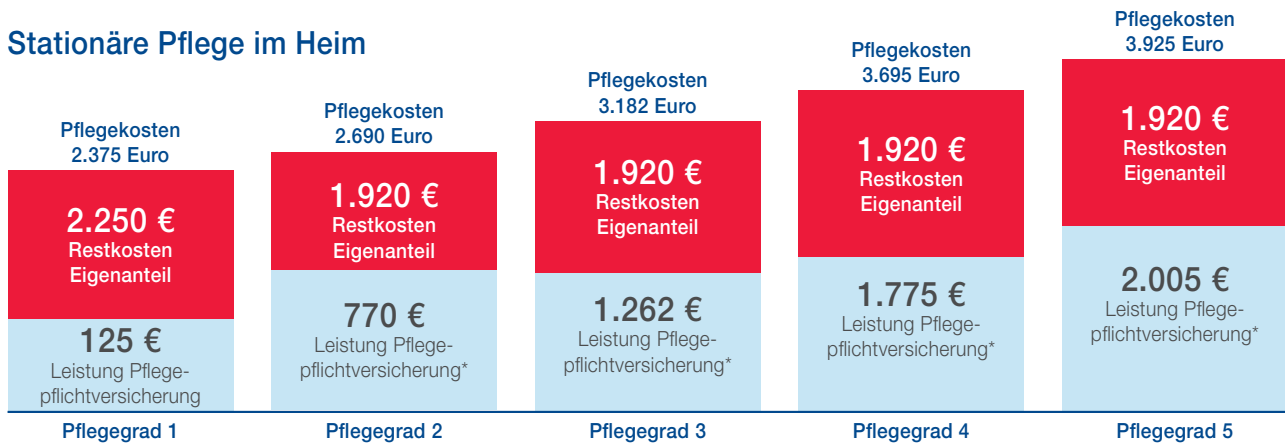 Stationäre Pflege im Heim
Pflegekosten
2.375 Euro
2.250 €
Restkosten
Eigenanteil
125 €
Leistung Pflege-
pflichtversicherung
Pflegegrad 1
Pflegekosten
2.690 Euro
1.920 €
Restkosten
Eigenanteil
770 €
Leistung Pflege-
pflichtversicherung*
Pflegegrad 2
Pflegekosten
3.182 Euro
1.920 €
Restkosten
Eigenanteil
1.262 €
Leistung Pflege-
pflichtversicherung*
Pflegegrad 3
Pflegekosten
3.695 Euro
1.920 €
Restkosten
Eigenanteil
1.775 €
Leistung Pflege-
pflichtversicherung*
Pflegegrad 4
Pflegekosten
3.925 Euro
1.920 €
Restkosten
Eigenanteil
2.005 €
Leistung Pflege-
pflichtversicherung*
Pflegegrad 5